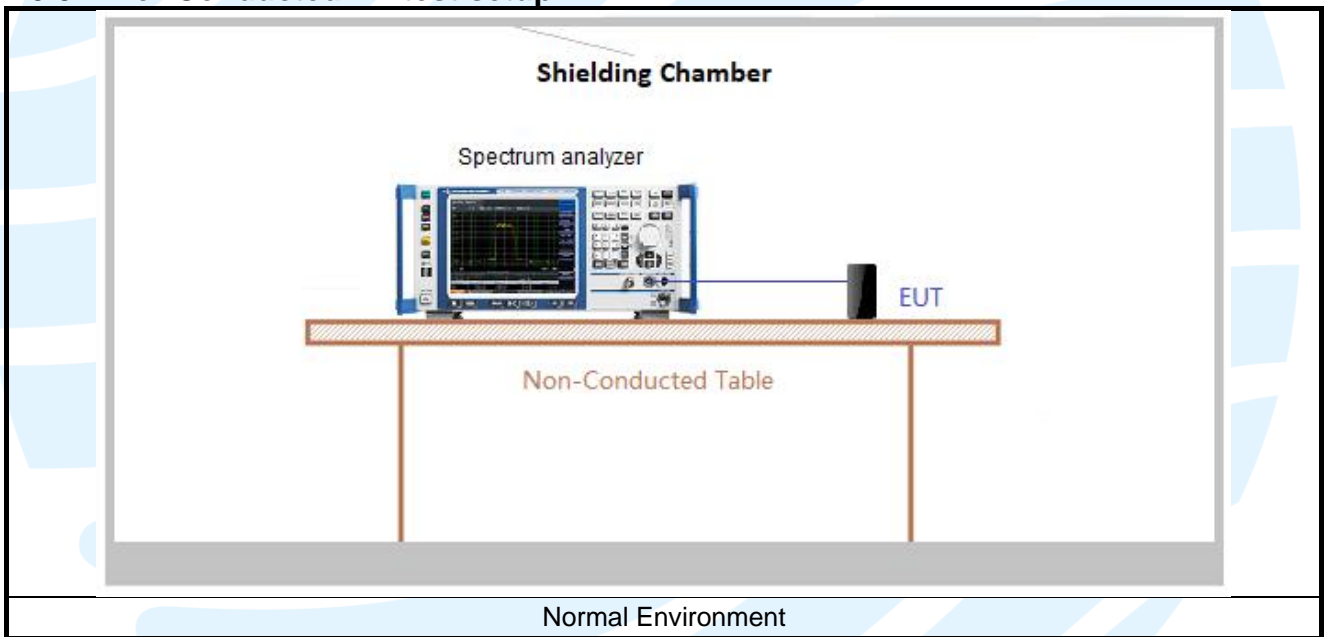 Shielding Chamber
Spectrum analyzer
EUT
Non-Conducted Table
Normal Environment